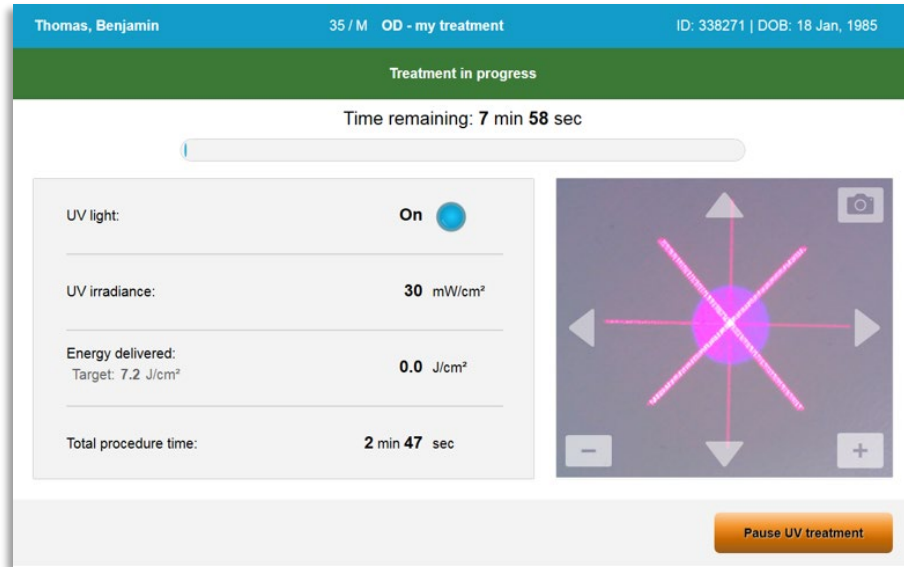 Thomas, Benjamin 35 / M OD - my treatment ID: 338271 | DOB: 18 Jan, 1985
Treatment in progress
Time remaining: 7 min 58 sec
UV light: On
UV irradiance: 30 mW/cm²
Energy delivered:
Target: 7.2 J/cm² 0.0 J/cm²
Total procedure time: 2 min 47 sec
− +
Pause UV treatment